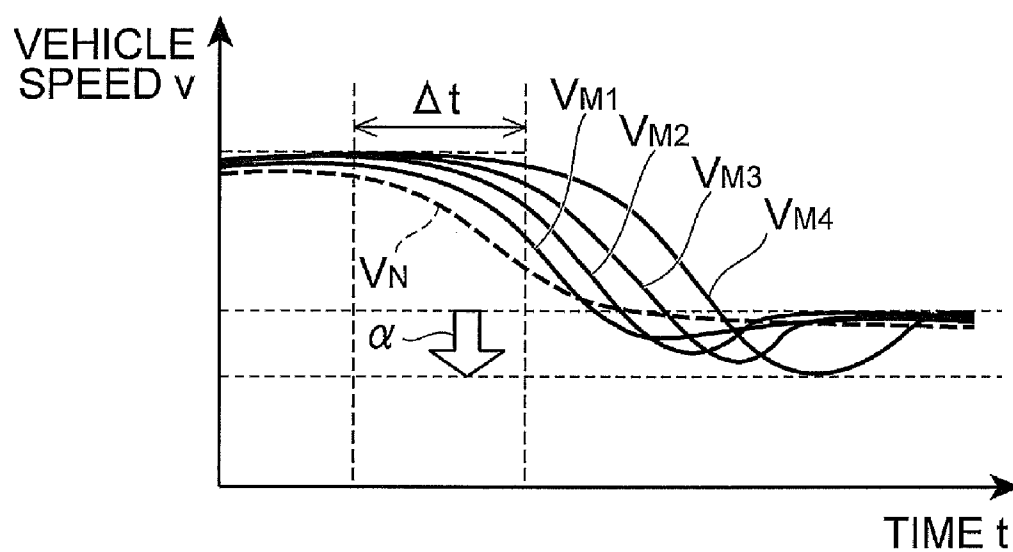 VEHICLE
SPEED v
Δt
VM1
VM2
VM3
VM4
VN
α
TIME t